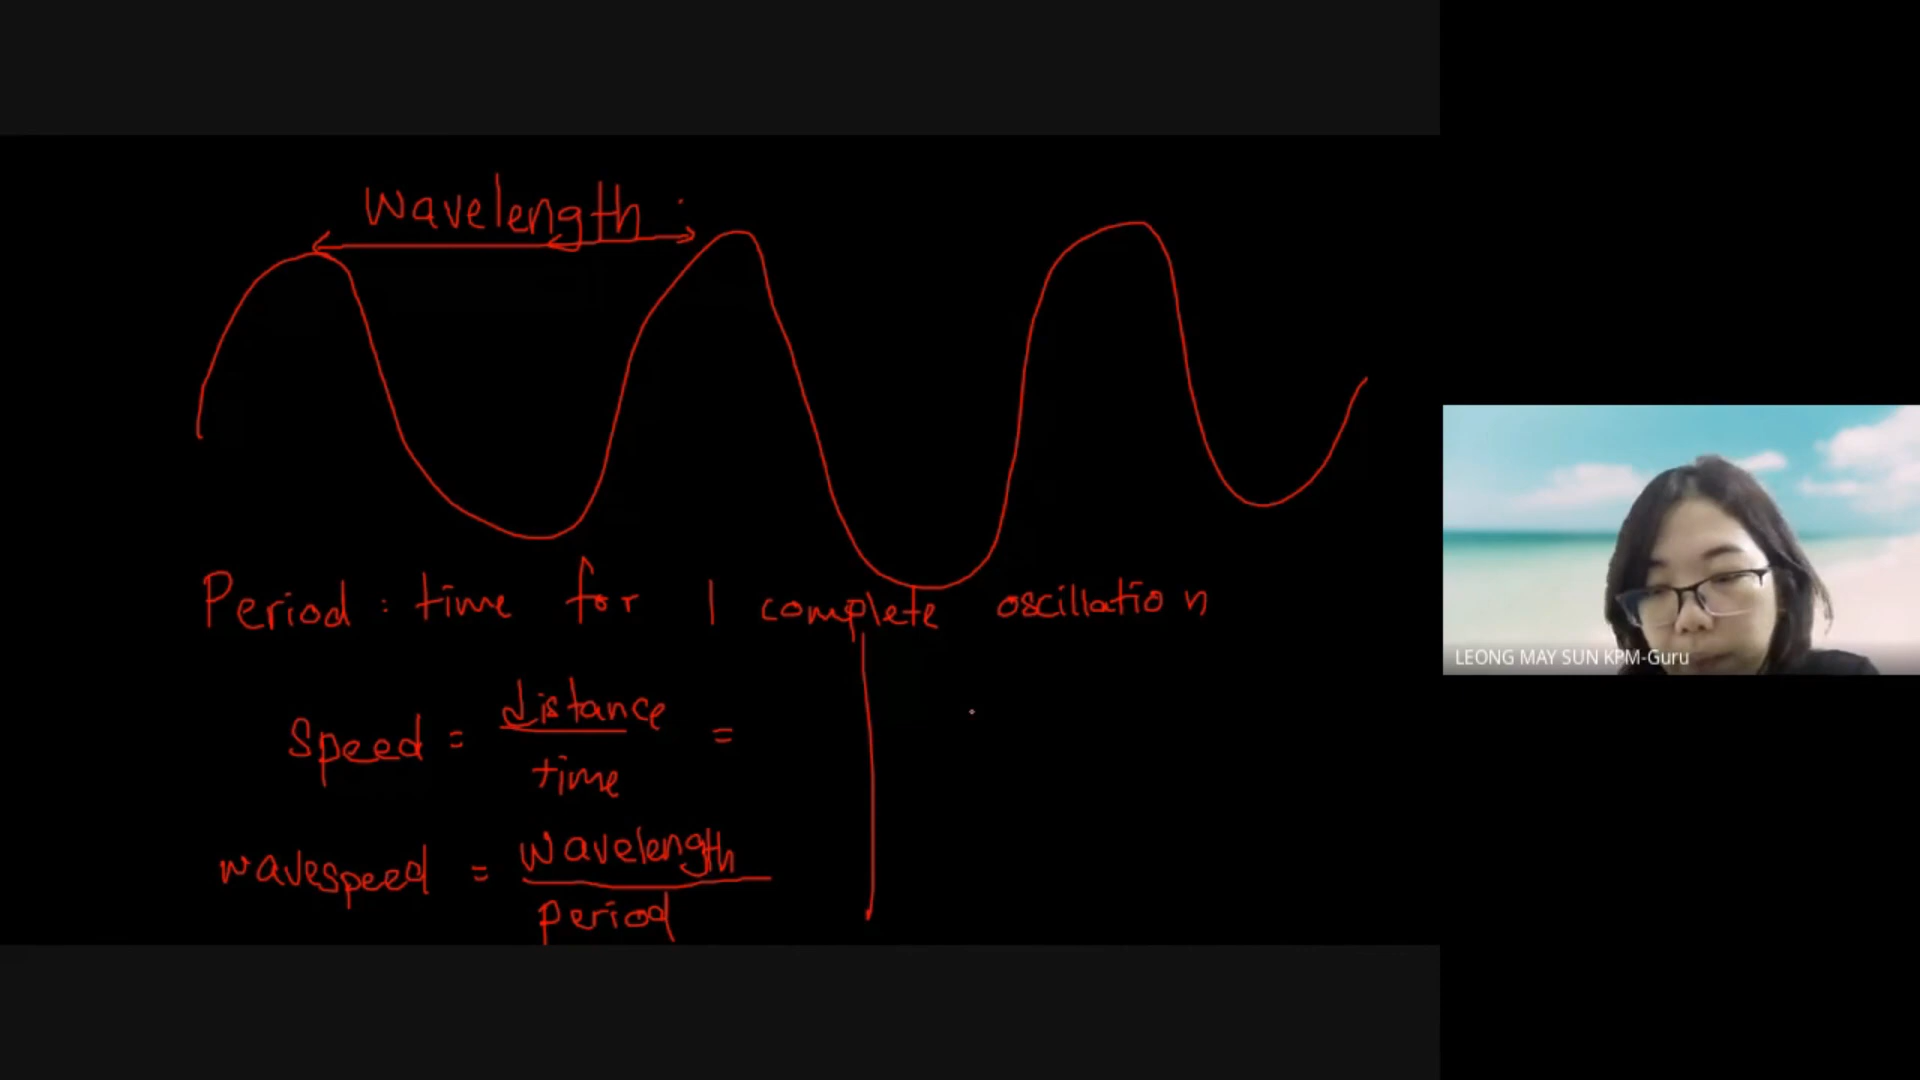 Wavelength
Period : time for 1 complete oscillation
Speed = distance / time =
wavespeed = wavelength / period
LEONG MAY SUN KPM-Guru